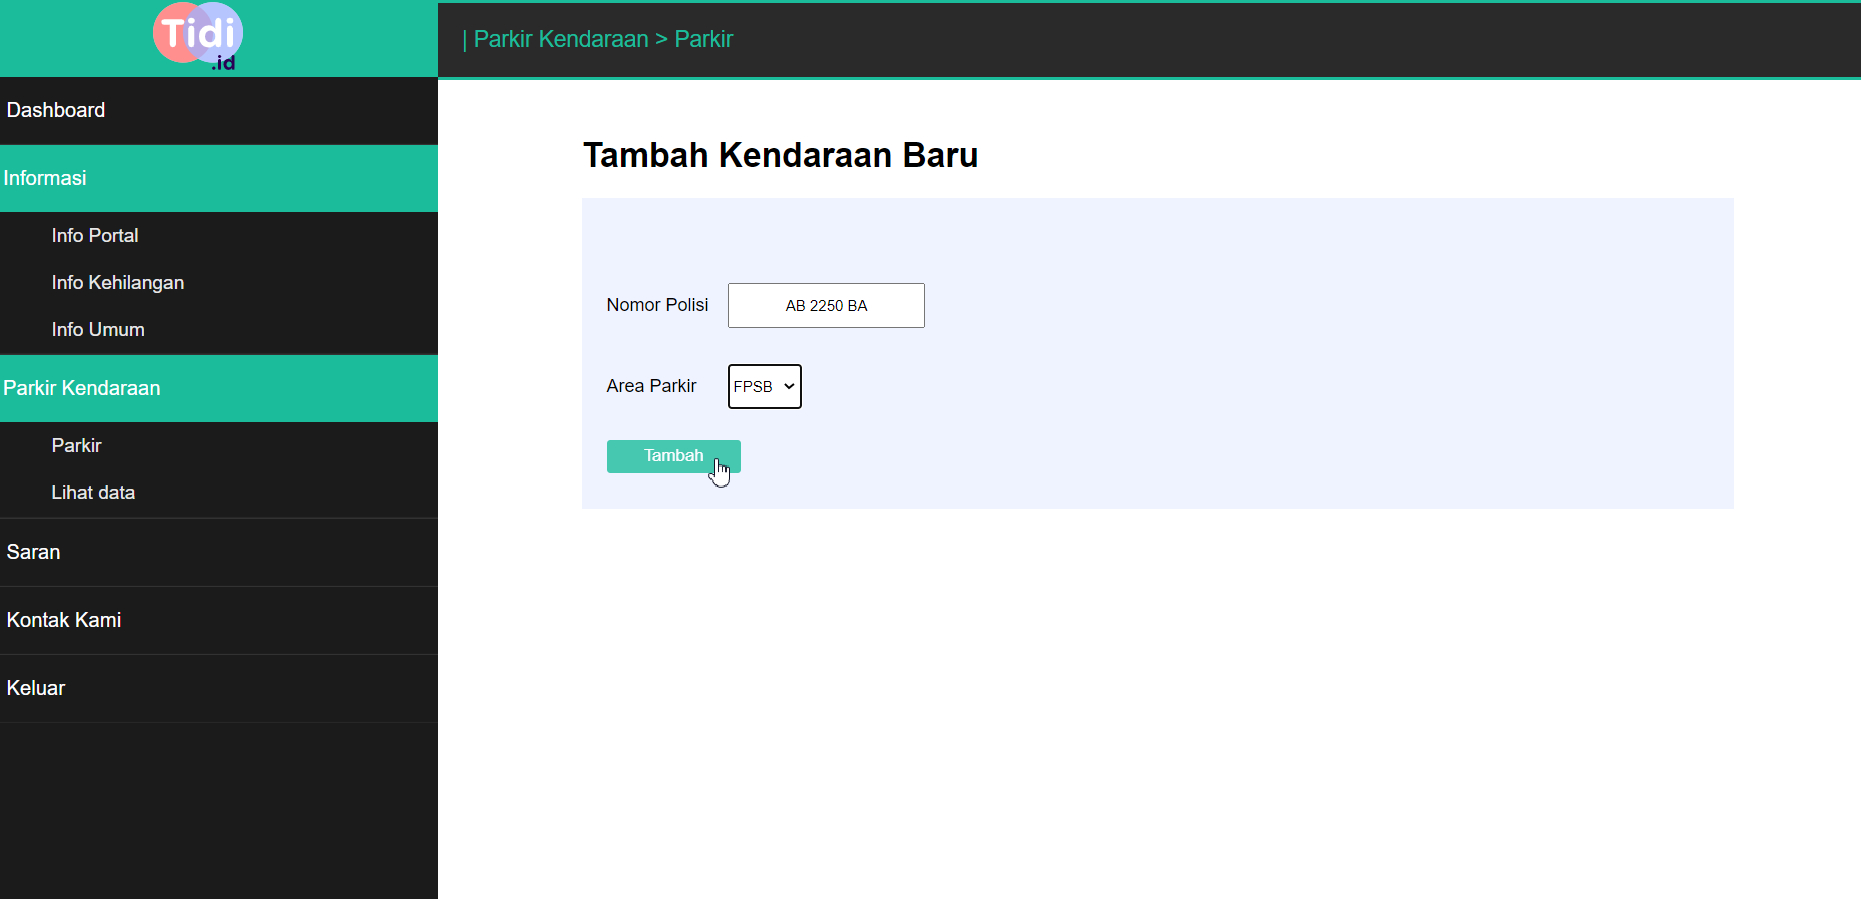 Tidi
.id
| Parkir Kendaraan > Parkir
Dashboard
Informasi
Info Portal
Info Kehilangan
Info Umum
Parkir Kendaraan
Parkir
Lihat data
Saran
Kontak Kami
Keluar
Tambah Kendaraan Baru
Nomor Polisi AB 2250 BA
Area Parkir FPSB
Tambah